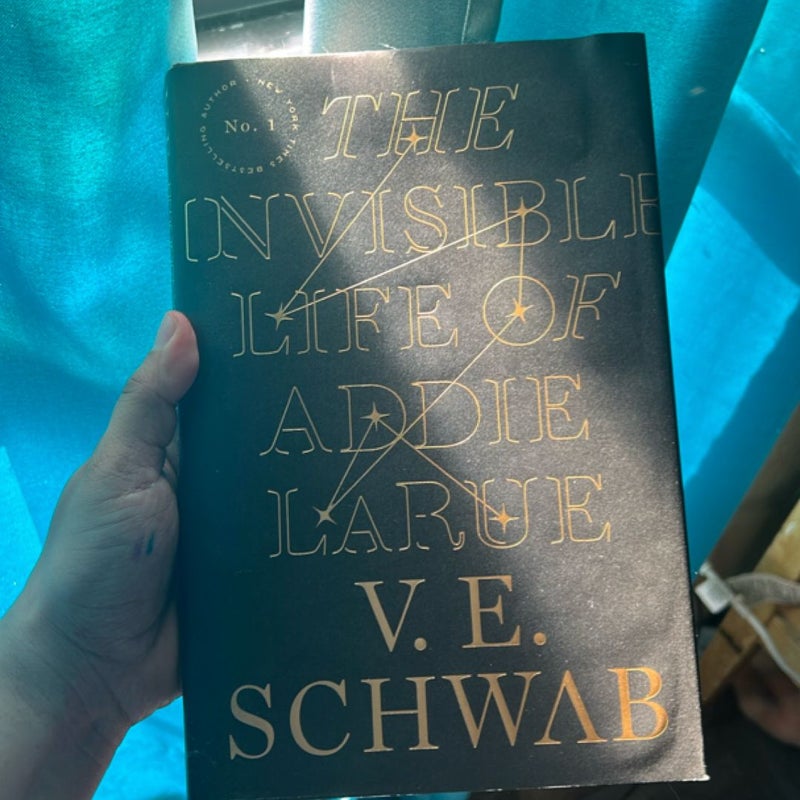 No. 1
NEW YORK TIMES BESTSELLING AUTHOR
THE
INVISIBLE
LIFE OF
ADDIE
LARUE
V. E.
SCHWAB